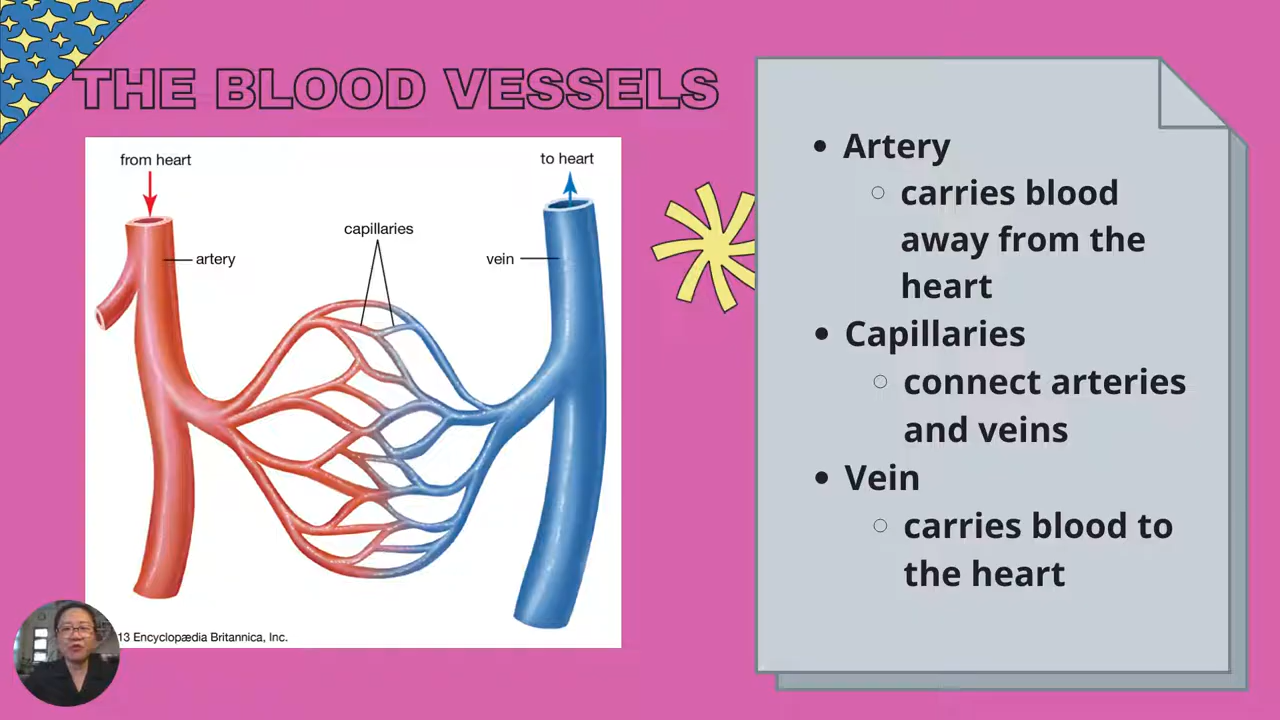 THE BLOOD VESSELS
from heart
to heart
capillaries
artery
vein
13 Encyclopædia Britannica, Inc.
• Artery
○ carries blood
away from the
heart
• Capillaries
○ connect arteries
and veins
• Vein
○ carries blood to
the heart